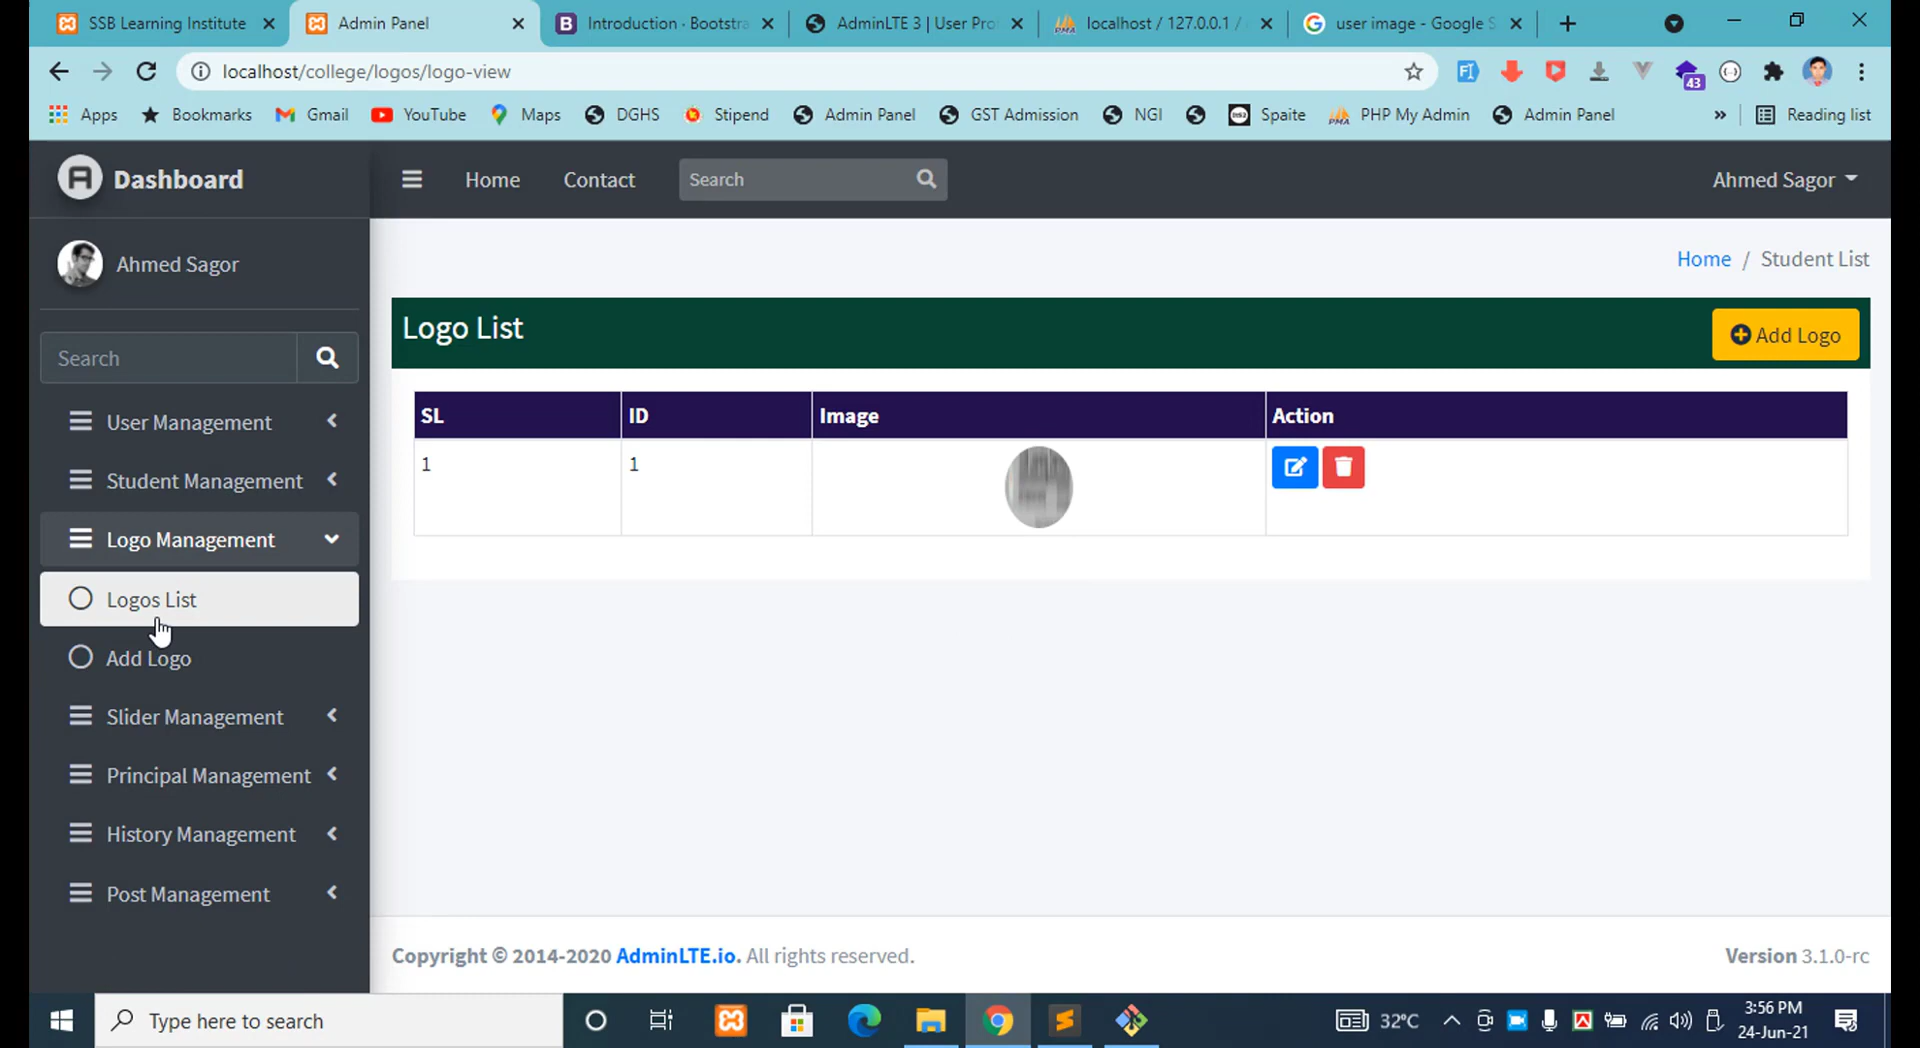 SSB Learning Institute
Admin Panel
Introduction · Bootstra
AdminLTE 3 | User Pro
localhost / 127.0.0.1 /
user image - Google S
localhost/college/logos/logo-view
43
Apps
Bookmarks
Gmail
YouTube
Maps
DGHS
Stipend
Admin Panel
GST Admission
NGI
Spaite
PHP My Admin
Admin Panel
»
Reading list
Dashboard
Home
Contact
Search
Ahmed Sagor
Ahmed Sagor
Home / Student List
Search
Logo List
Add Logo
User Management
Student Management
Logo Management
Logos List
Add Logo
Slider Management
Principal Management
History Management
Post Management
SL ID Image Action
1 1
Copyright © 2014-2020 AdminLTE.io. All rights reserved.
Version 3.1.0-rc
Type here to search
32°C
3:56 PM
24-Jun-21